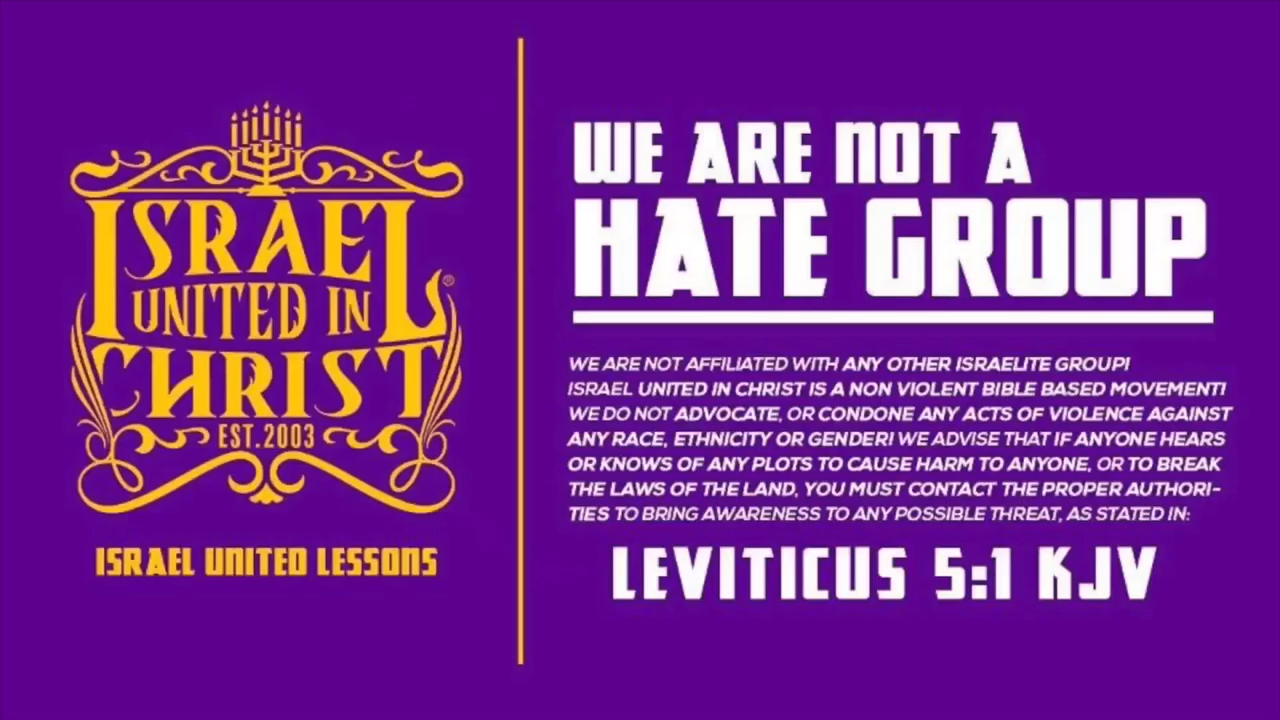 ISRAEL
UNITED IN
CHRIST
EST.2003
ISRAEL UNITED LESSONS
WE ARE NOT A
HATE GROUP
WE ARE NOT AFFILIATED WITH ANY OTHER ISRAELITE GROUP!
ISRAEL UNITED IN CHRIST IS A NON VIOLENT BIBLE BASED MOVEMENT!
WE DO NOT ADVOCATE, OR CONDONE ANY ACTS OF VIOLENCE AGAINST
ANY RACE, ETHNICITY OR GENDER! WE ADVISE THAT IF ANYONE HEARS
OR KNOWS OF ANY PLOTS TO CAUSE HARM TO ANYONE, OR TO BREAK
THE LAWS OF THE LAND, YOU MUST CONTACT THE PROPER AUTHORI-
TIES TO BRING AWARENESS TO ANY POSSIBLE THREAT, AS STATED IN:
LEVITICUS 5:1 KJV